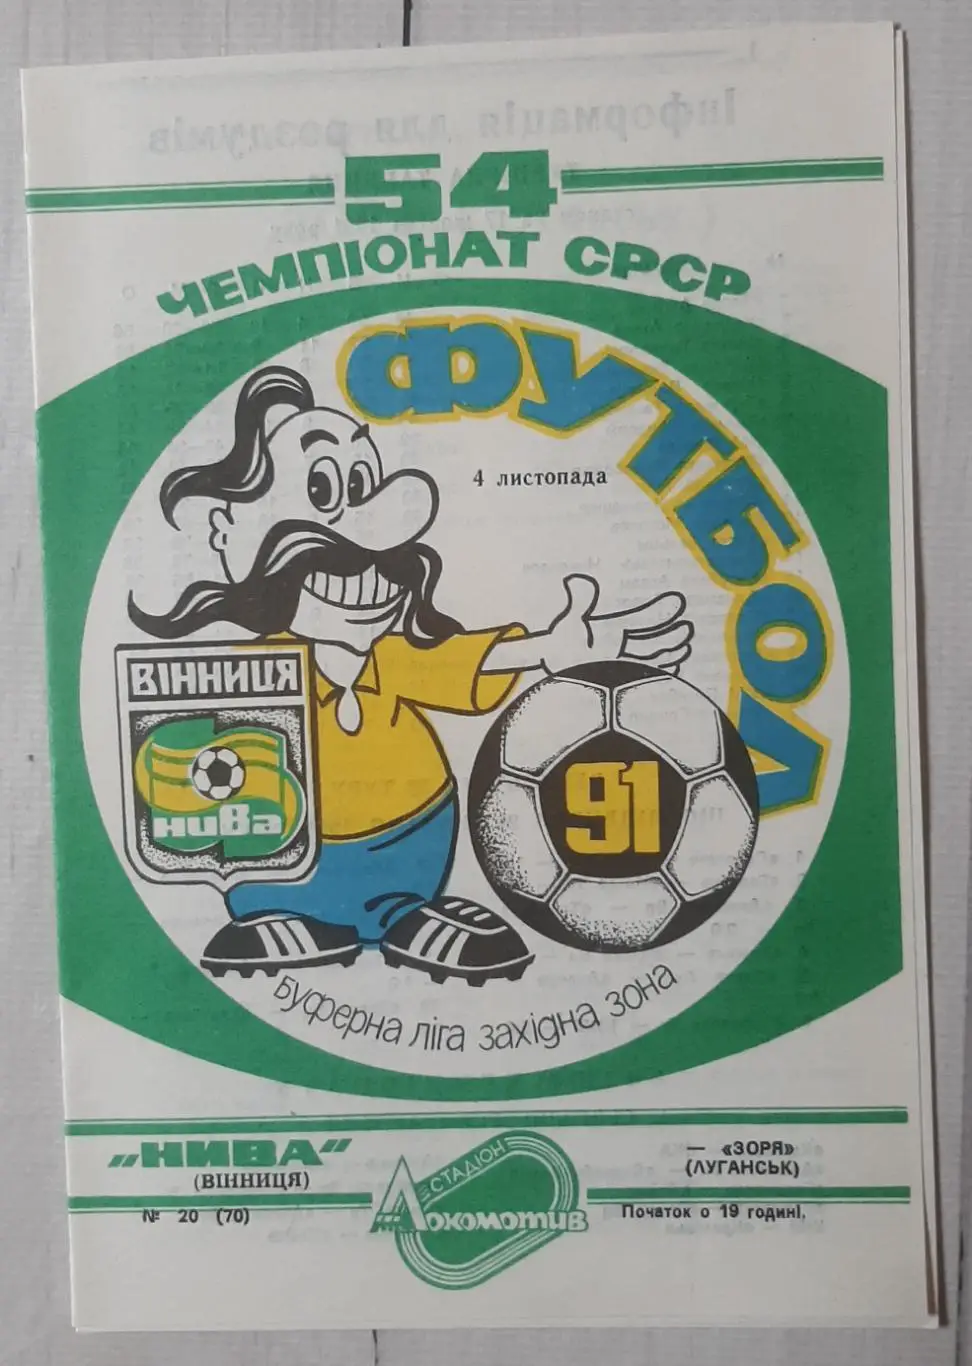 54
ЧЕМПІОНАТ СРСР
ФУТБОЛ
4 листопада
ВІННИЦЯ
нива
91
Буферна ліга західна зона
„НИВА"
(ВІННИЦЯ)
№ 20 (70)
СТАДІОН
Локомотив
— «ЗОРЯ»
(ЛУГАНСЬК)
Початок о 19 годині.